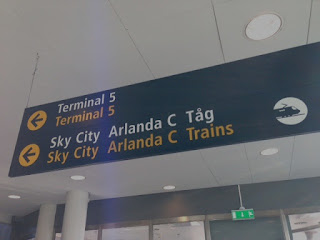 Terminal 5
Terminal 5
Sky City Arlanda C Tåg
Sky City Arlanda C Trains